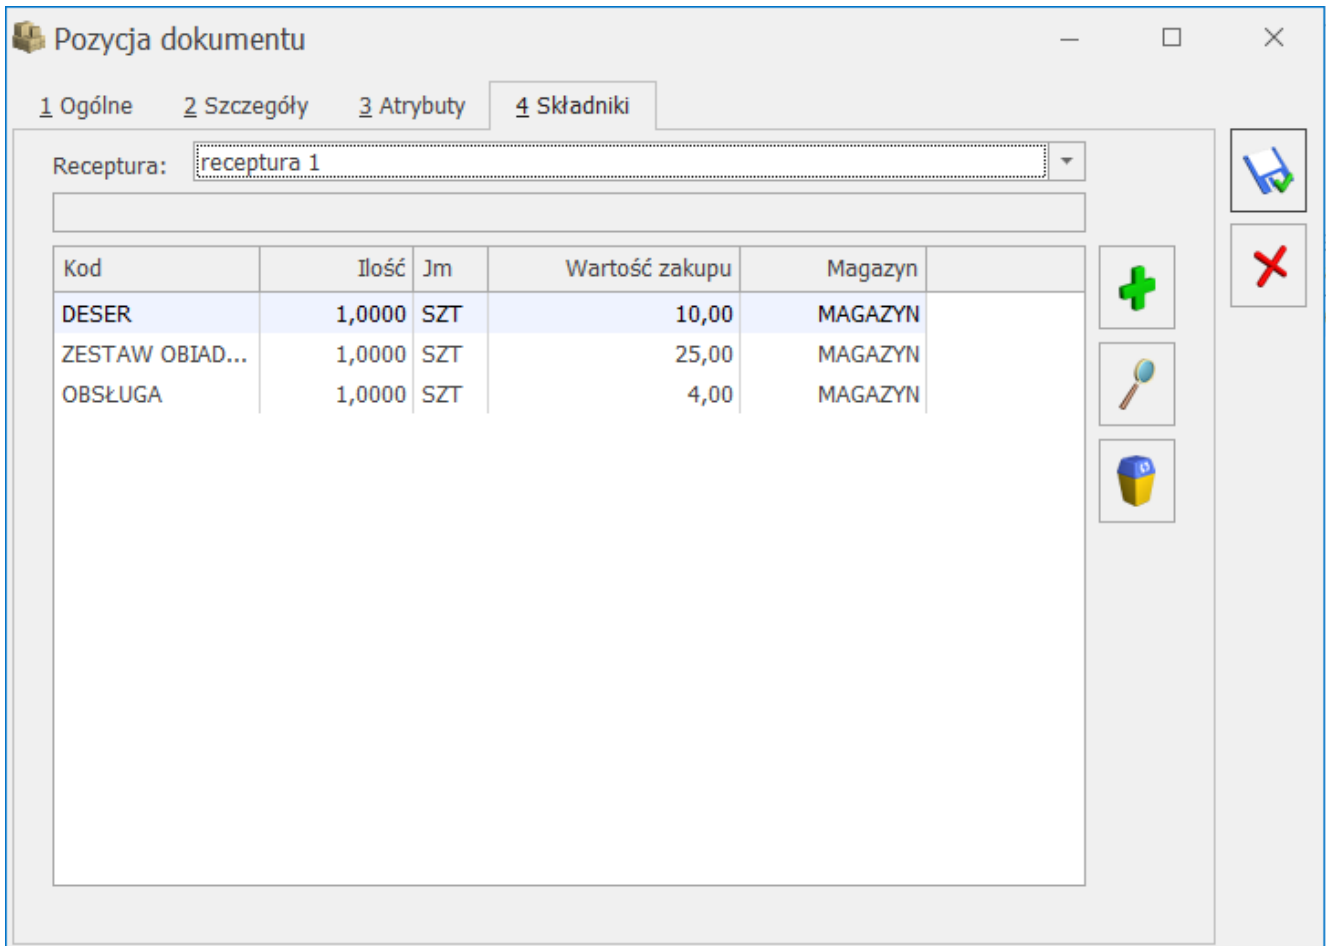 Pozycja dokumentu
1 Ogólne 2 Szczegóły 3 Atrybuty 4 Składniki
Receptura: receptura 1
Kod Ilość Jm Wartość zakupu Magazyn
DESER 1,0000 SZT 10,00 MAGAZYN
ZESTAW OBIAD... 1,0000 SZT 25,00 MAGAZYN
OBSŁUGA 1,0000 SZT 4,00 MAGAZYN